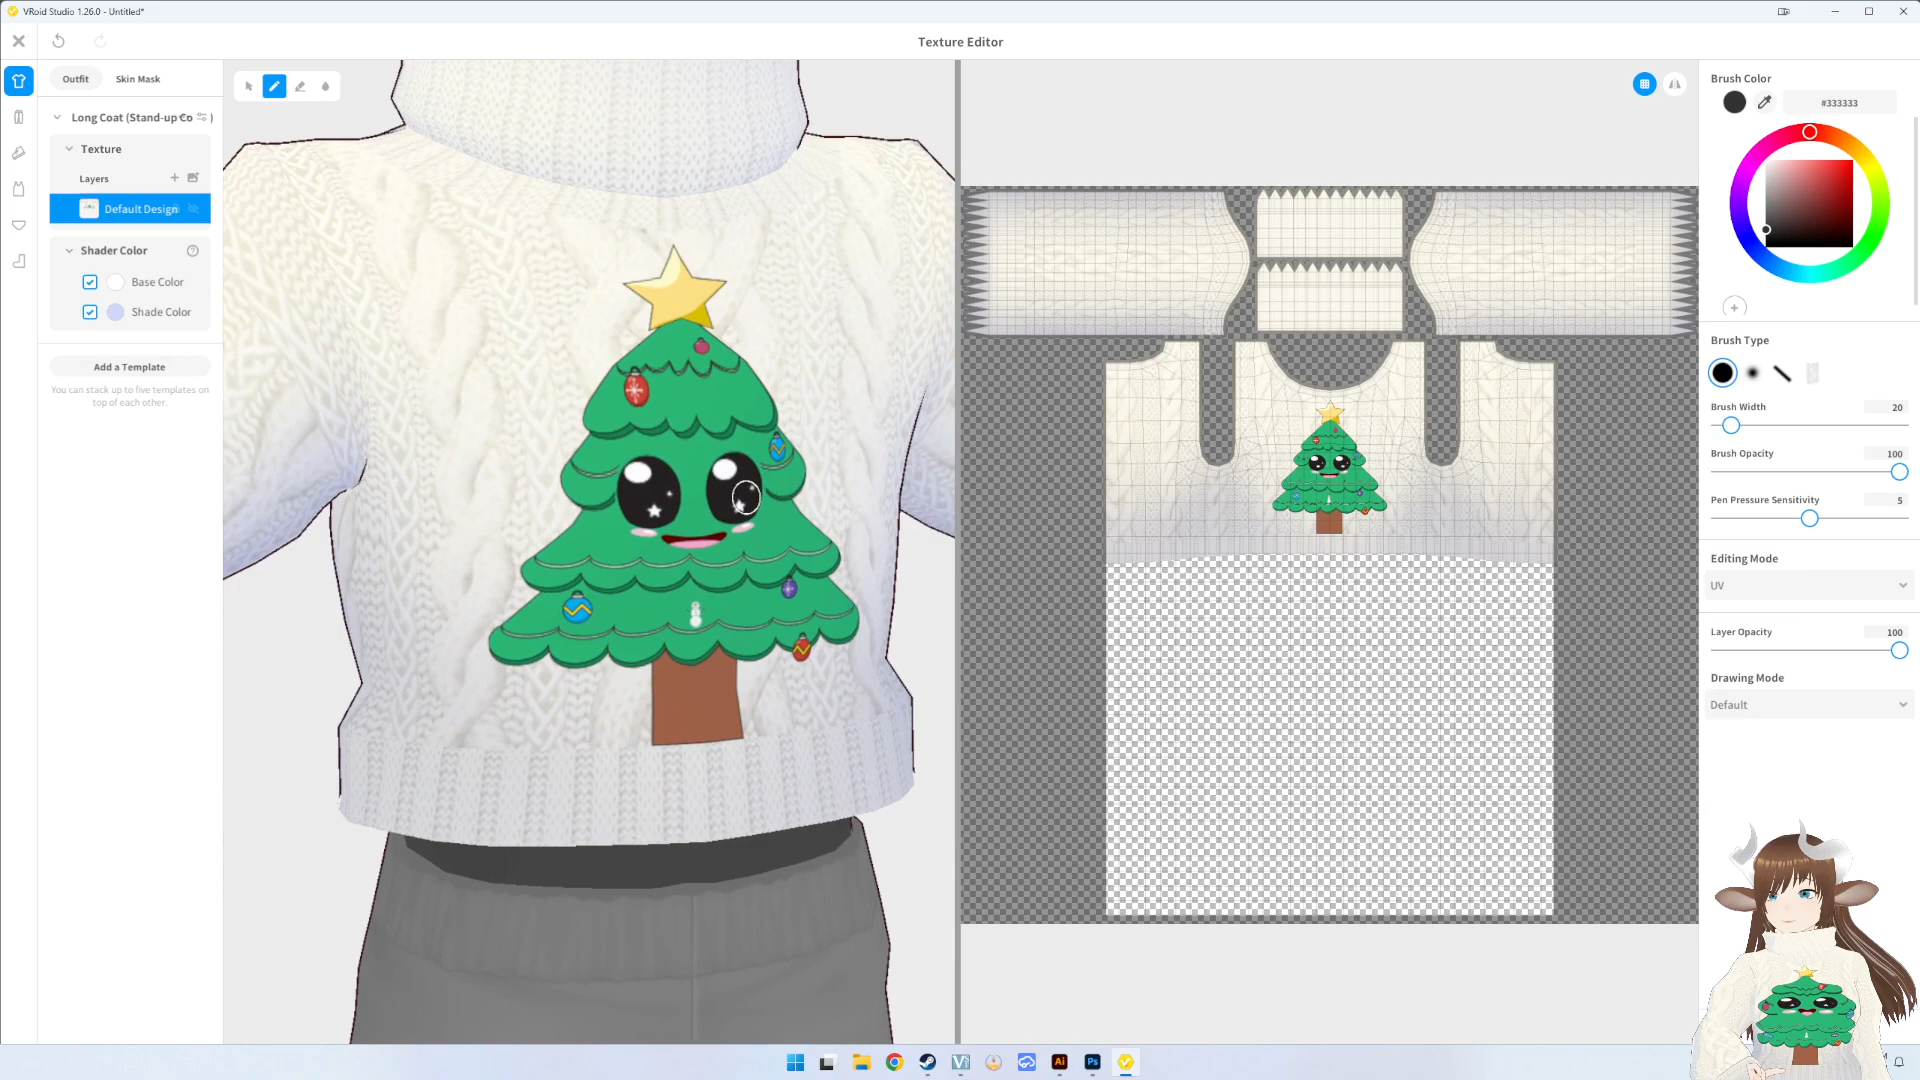 VRoid Studio 1.26.0 - Untitled*
Texture Editor
Outfit
Skin Mask
Long Coat (Stand-up Co )
Texture
Layers
Default Design
Shader Color
Base Color
Shade Color
Add a Template
You can stack up to five templates on
top of each other.
Brush Color
#333333
Brush Type
Brush Width
20
Brush Opacity
100
Pen Pressure Sensitivity
5
Editing Mode
UV
Layer Opacity
100
Drawing Mode
Default
Ai
Ps